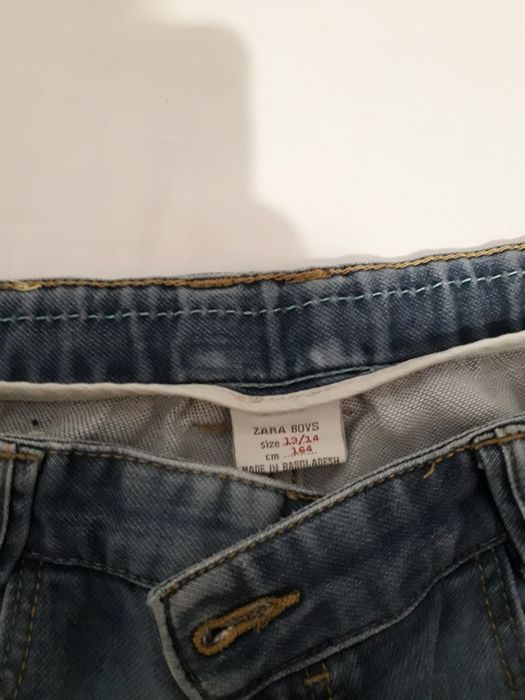 ZARA BOYS
size 13/14
cm ...164...
MADE IN BANGLADESH